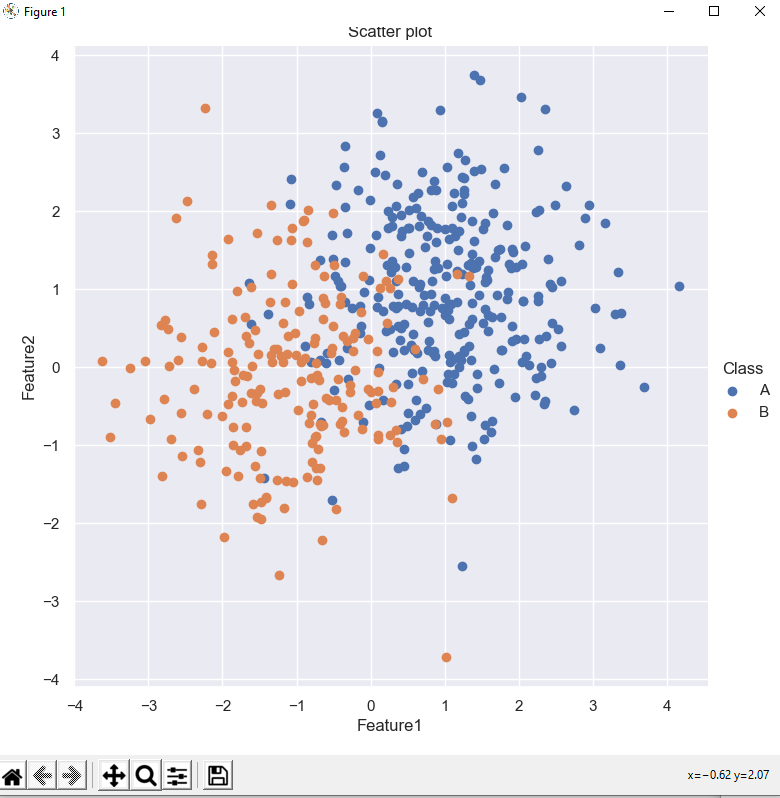 Figure 1
Scatter plot
4
3
2
1
0
−1
−2
−3
−4
Feature2
−4 −3 −2 −1 0 1 2 3 4
Feature1
Class
A
B
x=−0.62 y=2.07